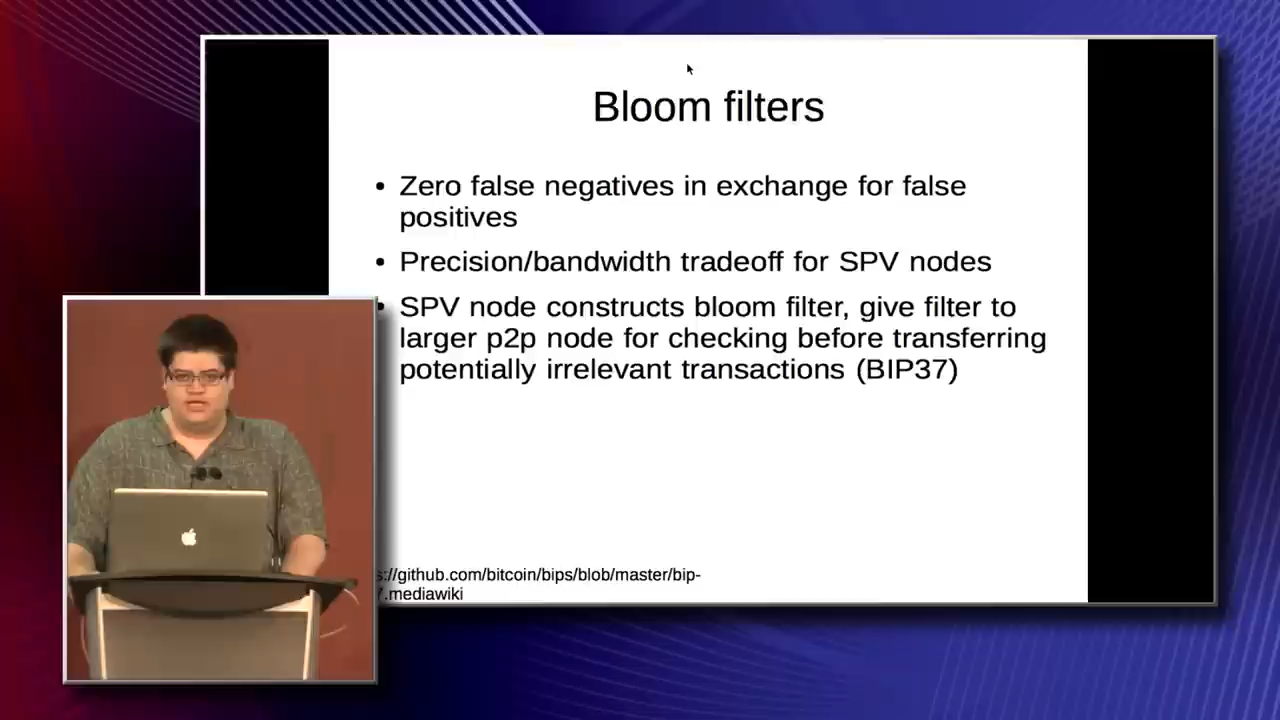 Bloom filters
• Zero false negatives in exchange for false
positives
• Precision/bandwidth tradeoff for SPV nodes
• SPV node constructs bloom filter, give filter to
larger p2p node for checking before transferring
potentially irrelevant transactions (BIP37)
s://github.com/bitcoin/bips/blob/master/bip-
7.mediawiki